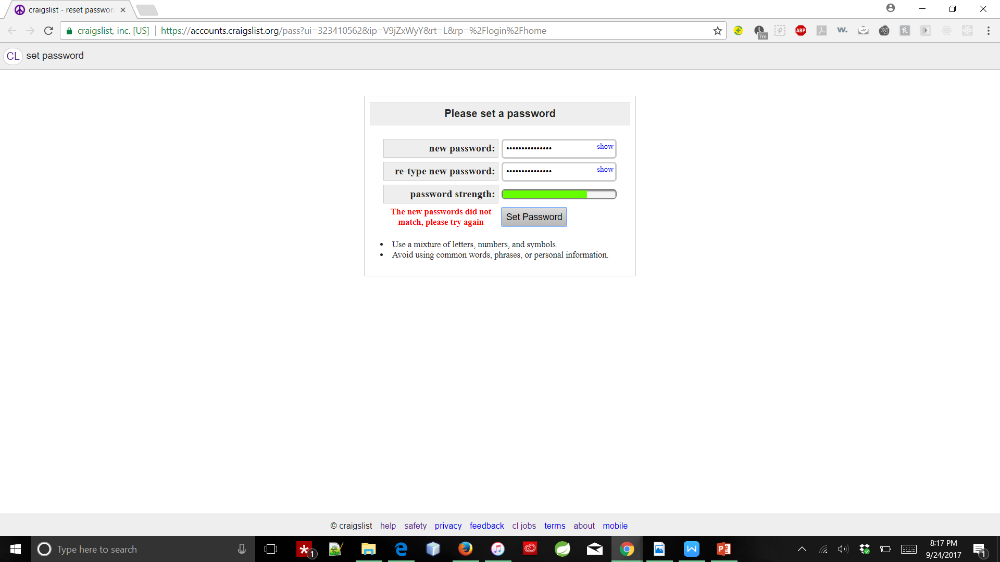 craigslist - reset passwor
craigslist, inc. [US]
https://accounts.craigslist.org/pass?ui=323410562&ip=V9jZxWyY&rt=L&rp=%2Flogin%2Fhome
7m
ABP
w.
CL set password
Please set a password
new password: ••••••••••••••• show
re-type new password: ••••••••••••••• show
password strength:
The new passwords did not
match, please try again
Set Password
• Use a mixture of letters, numbers, and symbols.
• Avoid using common words, phrases, or personal information.
© craigslist help safety privacy feedback cl jobs terms about mobile
Type here to search
1
8:17 PM
9/24/2017
1